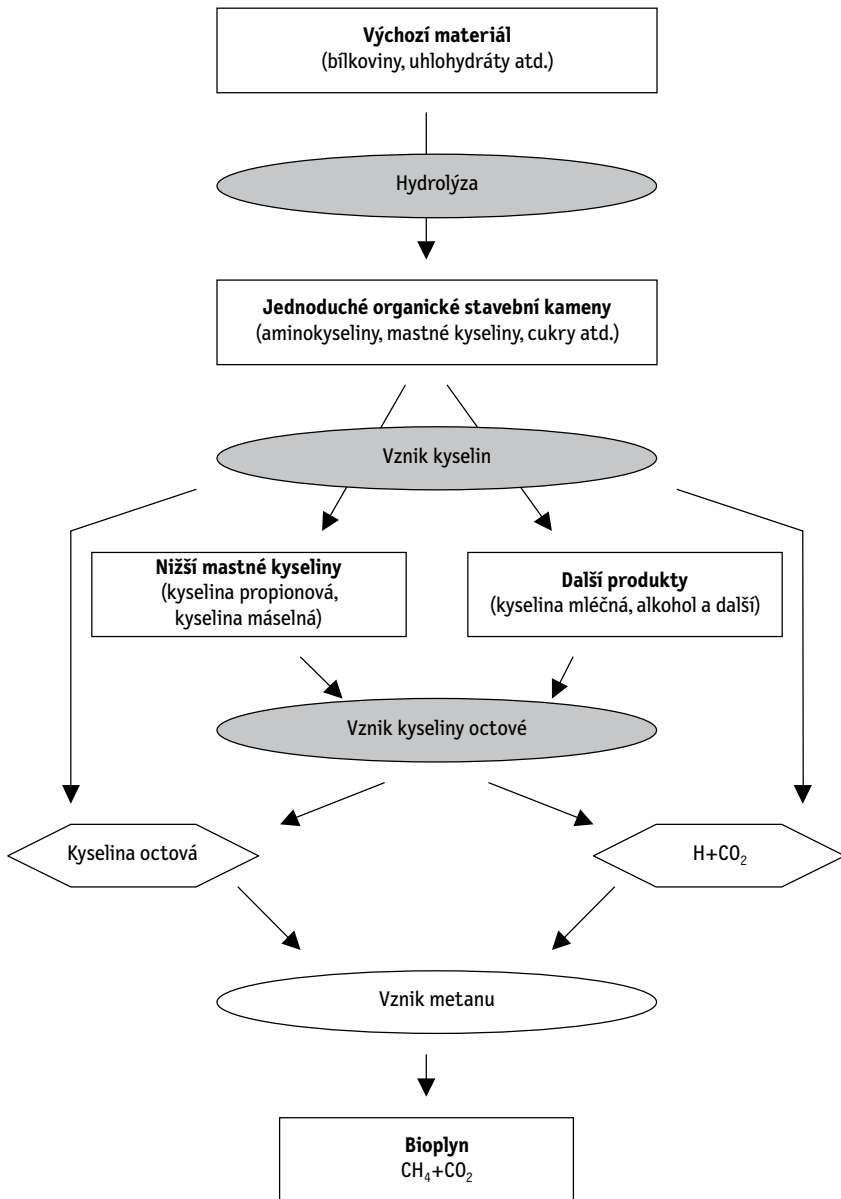 Výchozí materiál
(bílkoviny, uhlohydráty atd.)
Hydrolýza
Jednoduché organické stavební kameny
(aminokyseliny, mastné kyseliny, cukry atd.)
Vznik kyselin
Nižší mastné kyseliny
(kyselina propionová,
kyselina máselná)
Další produkty
(kyselina mléčná, alkohol a další)
Vznik kyseliny octové
Kyselina octová
H+CO₂
Vznik metanu
Bioplyn
CH₄+CO₂